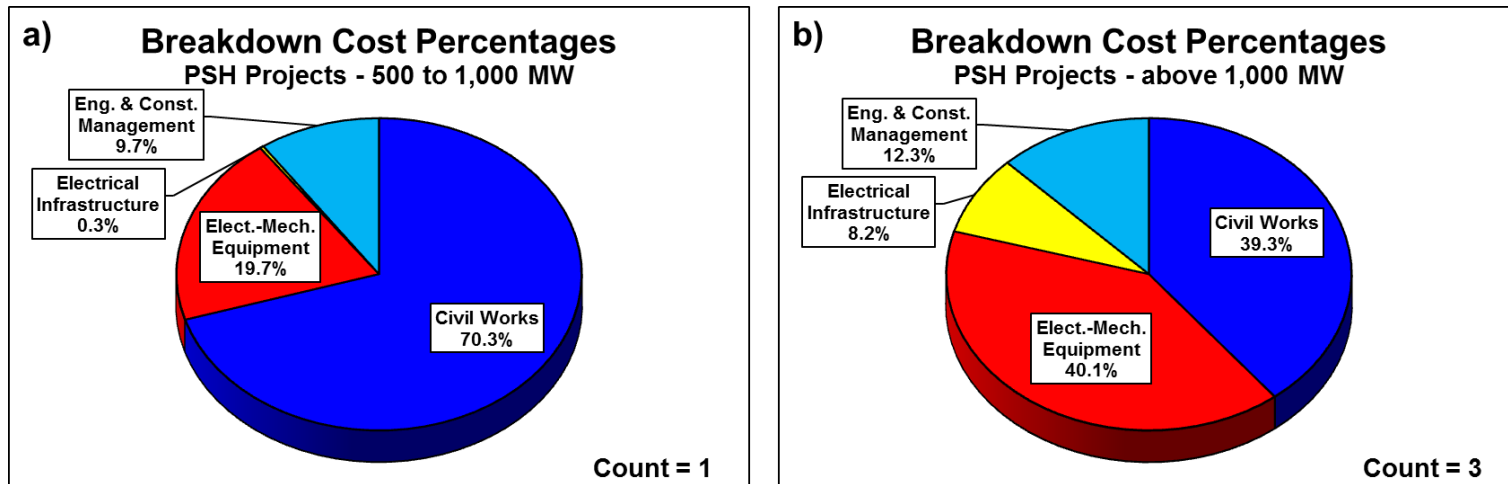 a)
Breakdown Cost Percentages
PSH Projects - 500 to 1,000 MW
Eng. & Const.
Management
9.7%
Electrical
Infrastructure
0.3%
Elect.-Mech.
Equipment
19.7%
Civil Works
70.3%
Count = 1
b)
Breakdown Cost Percentages
PSH Projects - above 1,000 MW
Eng. & Const.
Management
12.3%
Electrical
Infrastructure
8.2%
Civil Works
39.3%
Elect.-Mech.
Equipment
40.1%
Count = 3